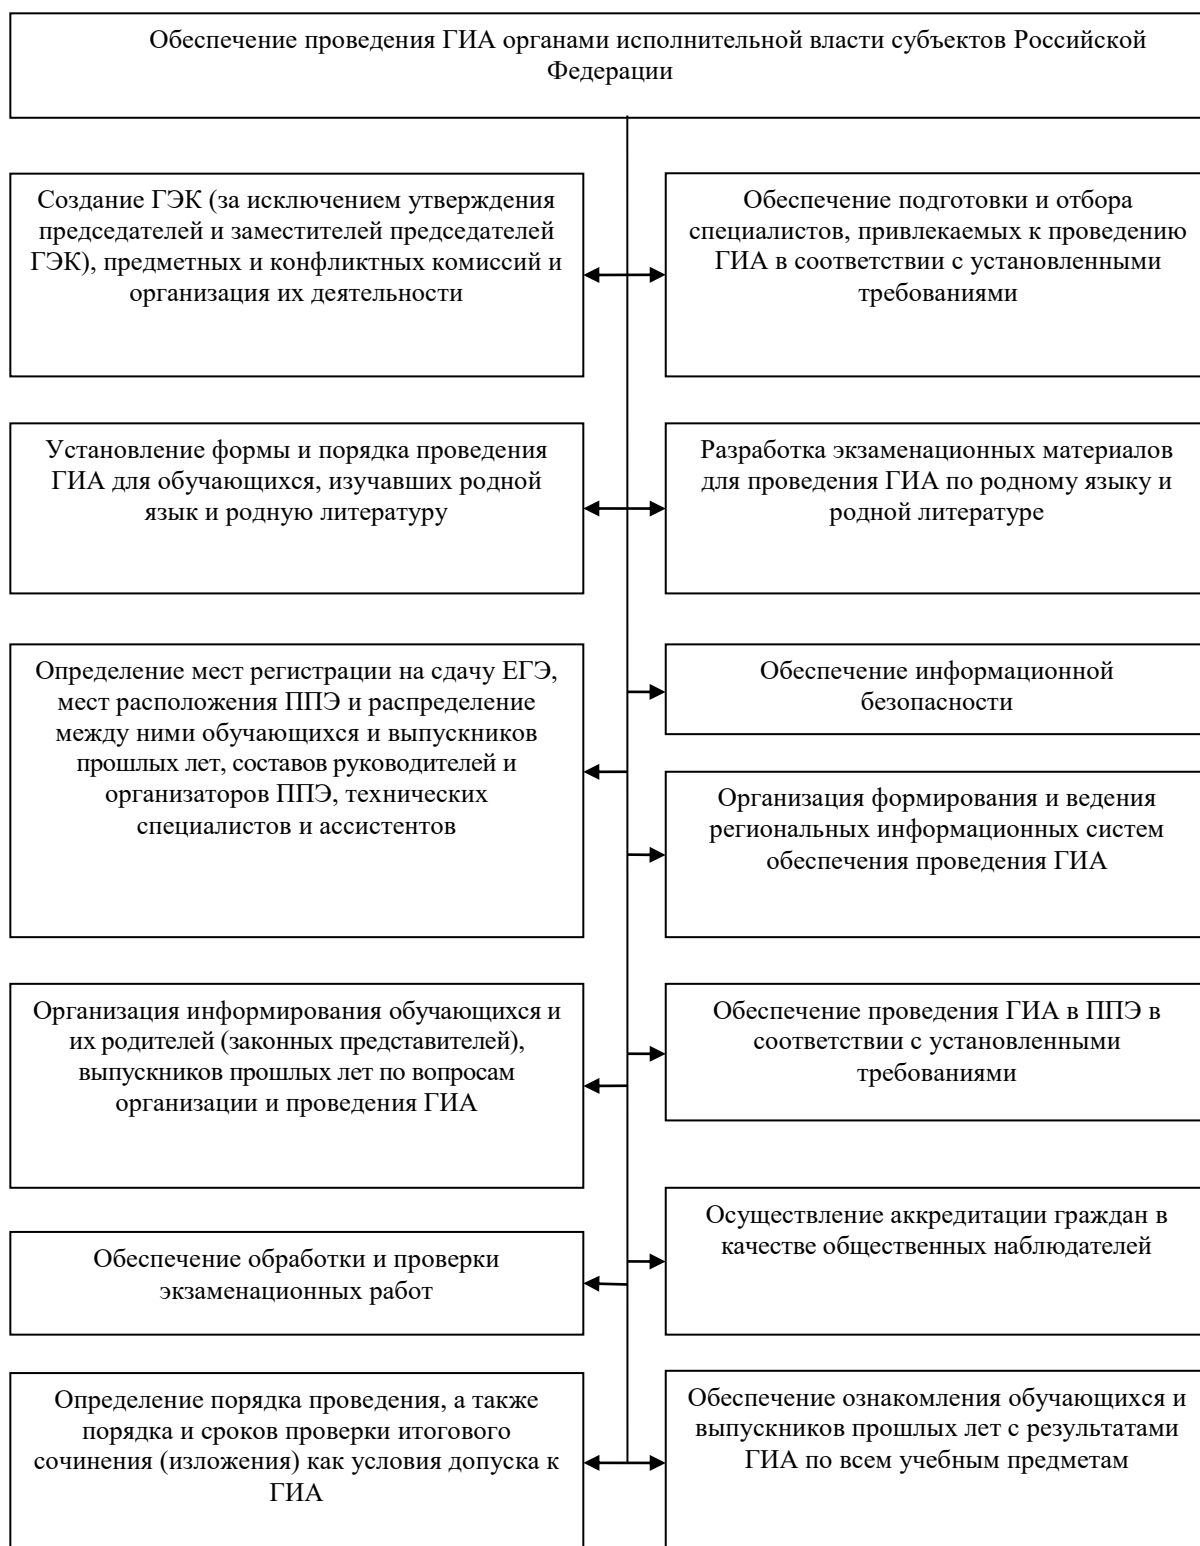 Обеспечение проведения ГИА органами исполнительной власти субъектов Российской
Федерации
Создание ГЭК (за исключением утверждения
председателей и заместителей председателей
ГЭК), предметных и конфликтных комиссий и
организация их деятельности
Обеспечение подготовки и отбора
специалистов, привлекаемых к проведению
ГИА в соответствии с установленными
требованиями
Установление формы и порядка проведения
ГИА для обучающихся, изучавших родной
язык и родную литературу
Разработка экзаменационных материалов
для проведения ГИА по родному языку и
родной литературе
Определение мест регистрации на сдачу ЕГЭ,
мест расположения ППЭ и распределение
между ними обучающихся и выпускников
прошлых лет, составов руководителей и
организаторов ППЭ, технических
специалистов и ассистентов
Обеспечение информационной
безопасности
Организация формирования и ведения
региональных информационных систем
обеспечения проведения ГИА
Организация информирования обучающихся и
их родителей (законных представителей),
выпускников прошлых лет по вопросам
организации и проведения ГИА
Обеспечение проведения ГИА в ППЭ в
соответствии с установленными
требованиями
Осуществление аккредитации граждан в
качестве общественных наблюдателей
Обеспечение обработки и проверки
экзаменационных работ
Определение порядка проведения, а также
порядка и сроков проверки итогового
сочинения (изложения) как условия допуска к
ГИА
Обеспечение ознакомления обучающихся и
выпускников прошлых лет с результатами
ГИА по всем учебным предметам